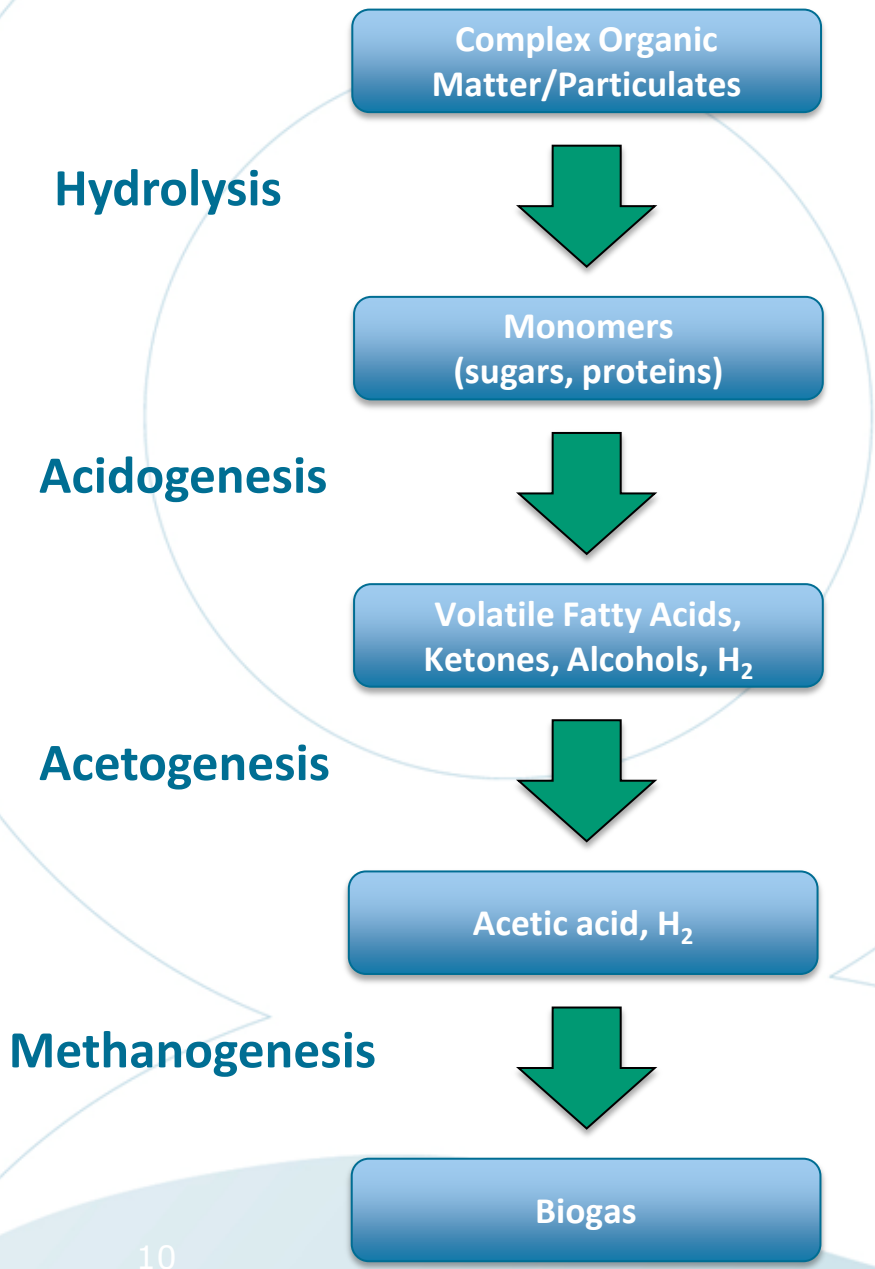 Complex Organic
Matter/Particulates
Hydrolysis
Monomers
(sugars, proteins)
Acidogenesis
Volatile Fatty Acids,
Ketones, Alcohols, H₂
Acetogenesis
Acetic acid, H₂
Methanogenesis
Biogas
10